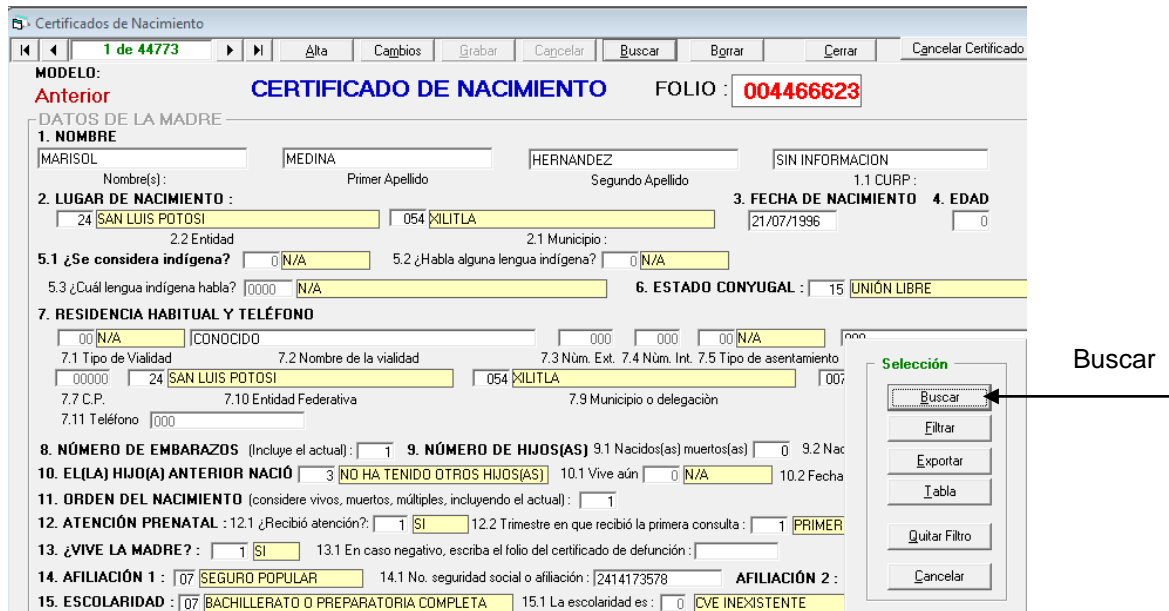 Certificados de Nacimiento
1 de 44773 Alta Cambios Grabar Cancelar Buscar Borrar Cerrar Cancelar Certificado
MODELO:
Anterior CERTIFICADO DE NACIMIENTO FOLIO : 004466623
DATOS DE LA MADRE
1. NOMBRE
MARISOL MEDINA HERNANDEZ SIN INFORMACION
Nombre(s) : Primer Apellido Segundo Apellido 1.1 CURP :
2. LUGAR DE NACIMIENTO : 3. FECHA DE NACIMIENTO 4. EDAD
24 SAN LUIS POTOSI 054 XILITLA 21/07/1996 0
2.2 Entidad 2.1 Municipio :
5.1 ¿Se considera indígena? 0 N/A 5.2 ¿Habla alguna lengua indígena? 0 N/A
5.3 ¿Cuál lengua indígena habla? 0000 N/A 6. ESTADO CONYUGAL : 15 UNIÓN LIBRE
7. RESIDENCIA HABITUAL Y TELÉFONO
00 N/A CONOCIDO 000 000 00 N/A 000
7.1 Tipo de Vialidad 7.2 Nombre de la vialidad 7.3 Nùm. Ext. 7.4 Nùm. Int. 7.5 Tipo de asentamiento
00000 24 SAN LUIS POTOSI 054 XILITLA 007
7.7 C.P. 7.10 Entidad Federativa 7.9 Municipio o delegaciòn
7.11 Teléfono 000
8. NÚMERO DE EMBARAZOS (Incluye el actual) : 1 9. NÚMERO DE HIJOS(AS) 9.1 Nacidos(as) muertos(as) 0 9.2 Nac
10. EL(LA) HIJO(A) ANTERIOR NACIÓ 3 NO HA TENIDO OTROS HIJOS(AS) 10.1 Vive aún 0 N/A 10.2 Fecha
11. ORDEN DEL NACIMIENTO (considere vivos, muertos, múltiples, incluyendo el actual) : 1
12. ATENCIÓN PRENATAL : 12.1 ¿Recibió atención?: 1 SI 12.2 Trimestre en que recibió la primera consulta : 1 PRIMER
13. ¿VIVE LA MADRE? : 1 SI 13.1 En caso negativo, escriba el folio del certificado de defunción :
14. AFILIACIÓN 1 : 07 SEGURO POPULAR 14.1 No. seguridad social o afiliación : 2414173578 AFILIACIÓN 2 :
15. ESCOLARIDAD : 07 BACHILLERATO O PREPARATORIA COMPLETA 15.1 La escolaridad es : 0 CVE INEXISTENTE
Selección
Buscar
Filtrar
Exportar
Tabla
Quitar Filtro
Cancelar
Buscar